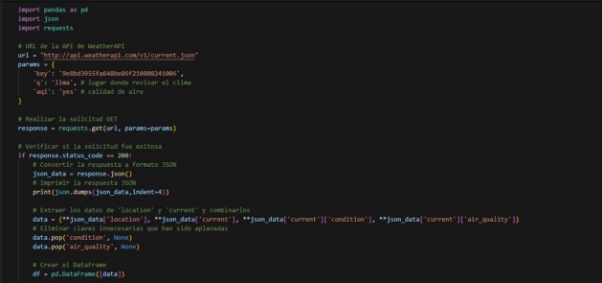 import pandas as pd
import json
import requests
# URL de la API de WeatherAPI
url = "http://api.weatherapi.com/v1/current.json"
params = {
'key': '9e0bd3955fa648be86f210808241006',
'q': 'lima', # lugar donde revisar el clima
'aqi': 'yes' # calidad de aire
}
# Realizar la solicitud GET
response = requests.get(url, params=params)
# Verificar si la solicitud fue exitosa
if response.status_code == 200:
# Convertir la respuesta a formato JSON
json_data = response.json()
# Imprimir la respuesta JSON
print(json.dumps(json_data,indent=4))
# Extraer los datos de 'location' y 'current' y combinarlos
data = {**json_data['location'], **json_data['current'], **json_data['current']['condition'], **json_data['current']['air_quality']}
# Eliminar claves innecesarias que han sido aplanadas
data.pop('condition', None)
data.pop('air_quality', None)
# Crear el DataFrame
df = pd.DataFrame([data])